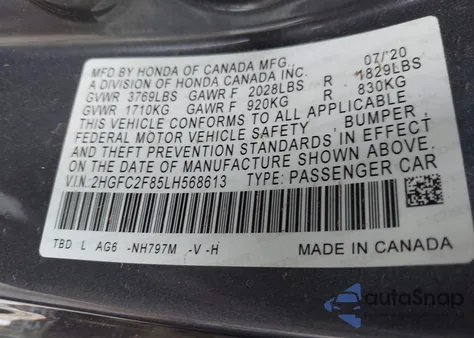 MFD.BY HONDA OF CANADA MFG., 07/'20
A DIVISION OF HONDA CANADA INC.
GVWR 3769LBS GAWR F 2028LBS R 1829LBS
GVWR 1710KG GAWR F 920KG R 830KG
THIS VEHICLE CONFORMS TO ALL APPLICABLE
FEDERAL MOTOR VEHICLE SAFETY, BUMPER,
AND THEFT PREVENTION STANDARDS IN EFFECT
ON THE DATE OF MANUFACTURE SHOWN ABOVE.
V.I.N.:2HGFC2F85LH568613 TYPE: PASSENGER CAR
TBD L AG6 -NH797M -V -H MADE IN CANADA
autoSnap